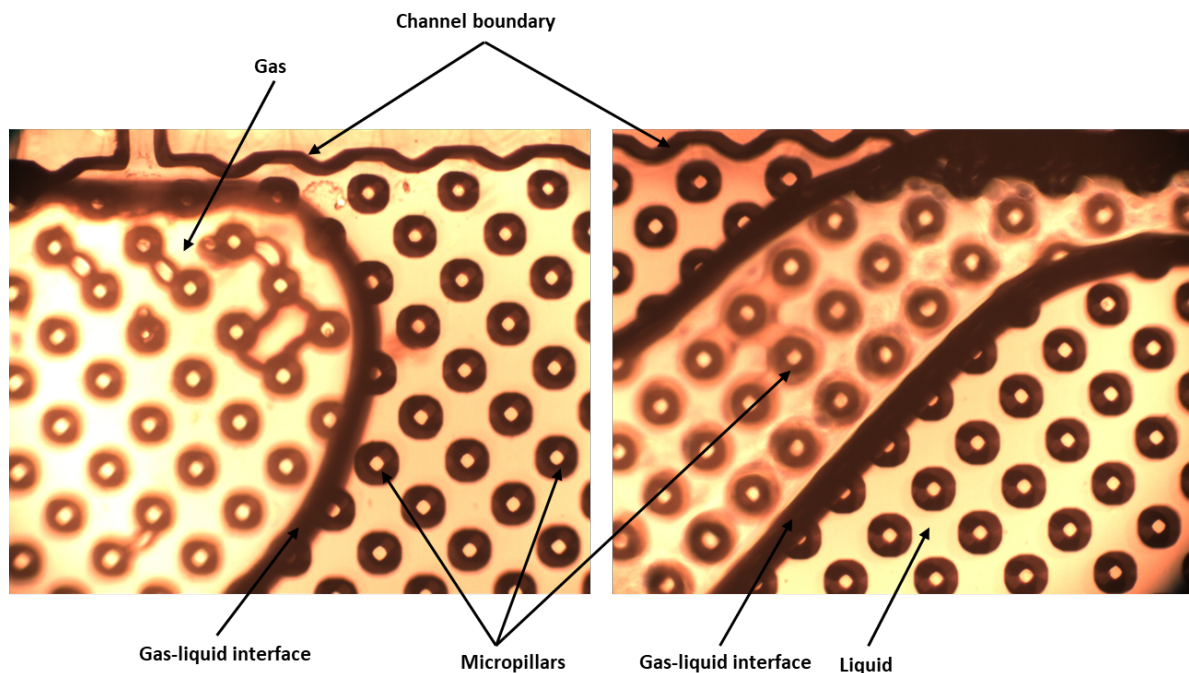 Channel boundary
Gas
Gas-liquid interface
Micropillars
Gas-liquid interface
Liquid